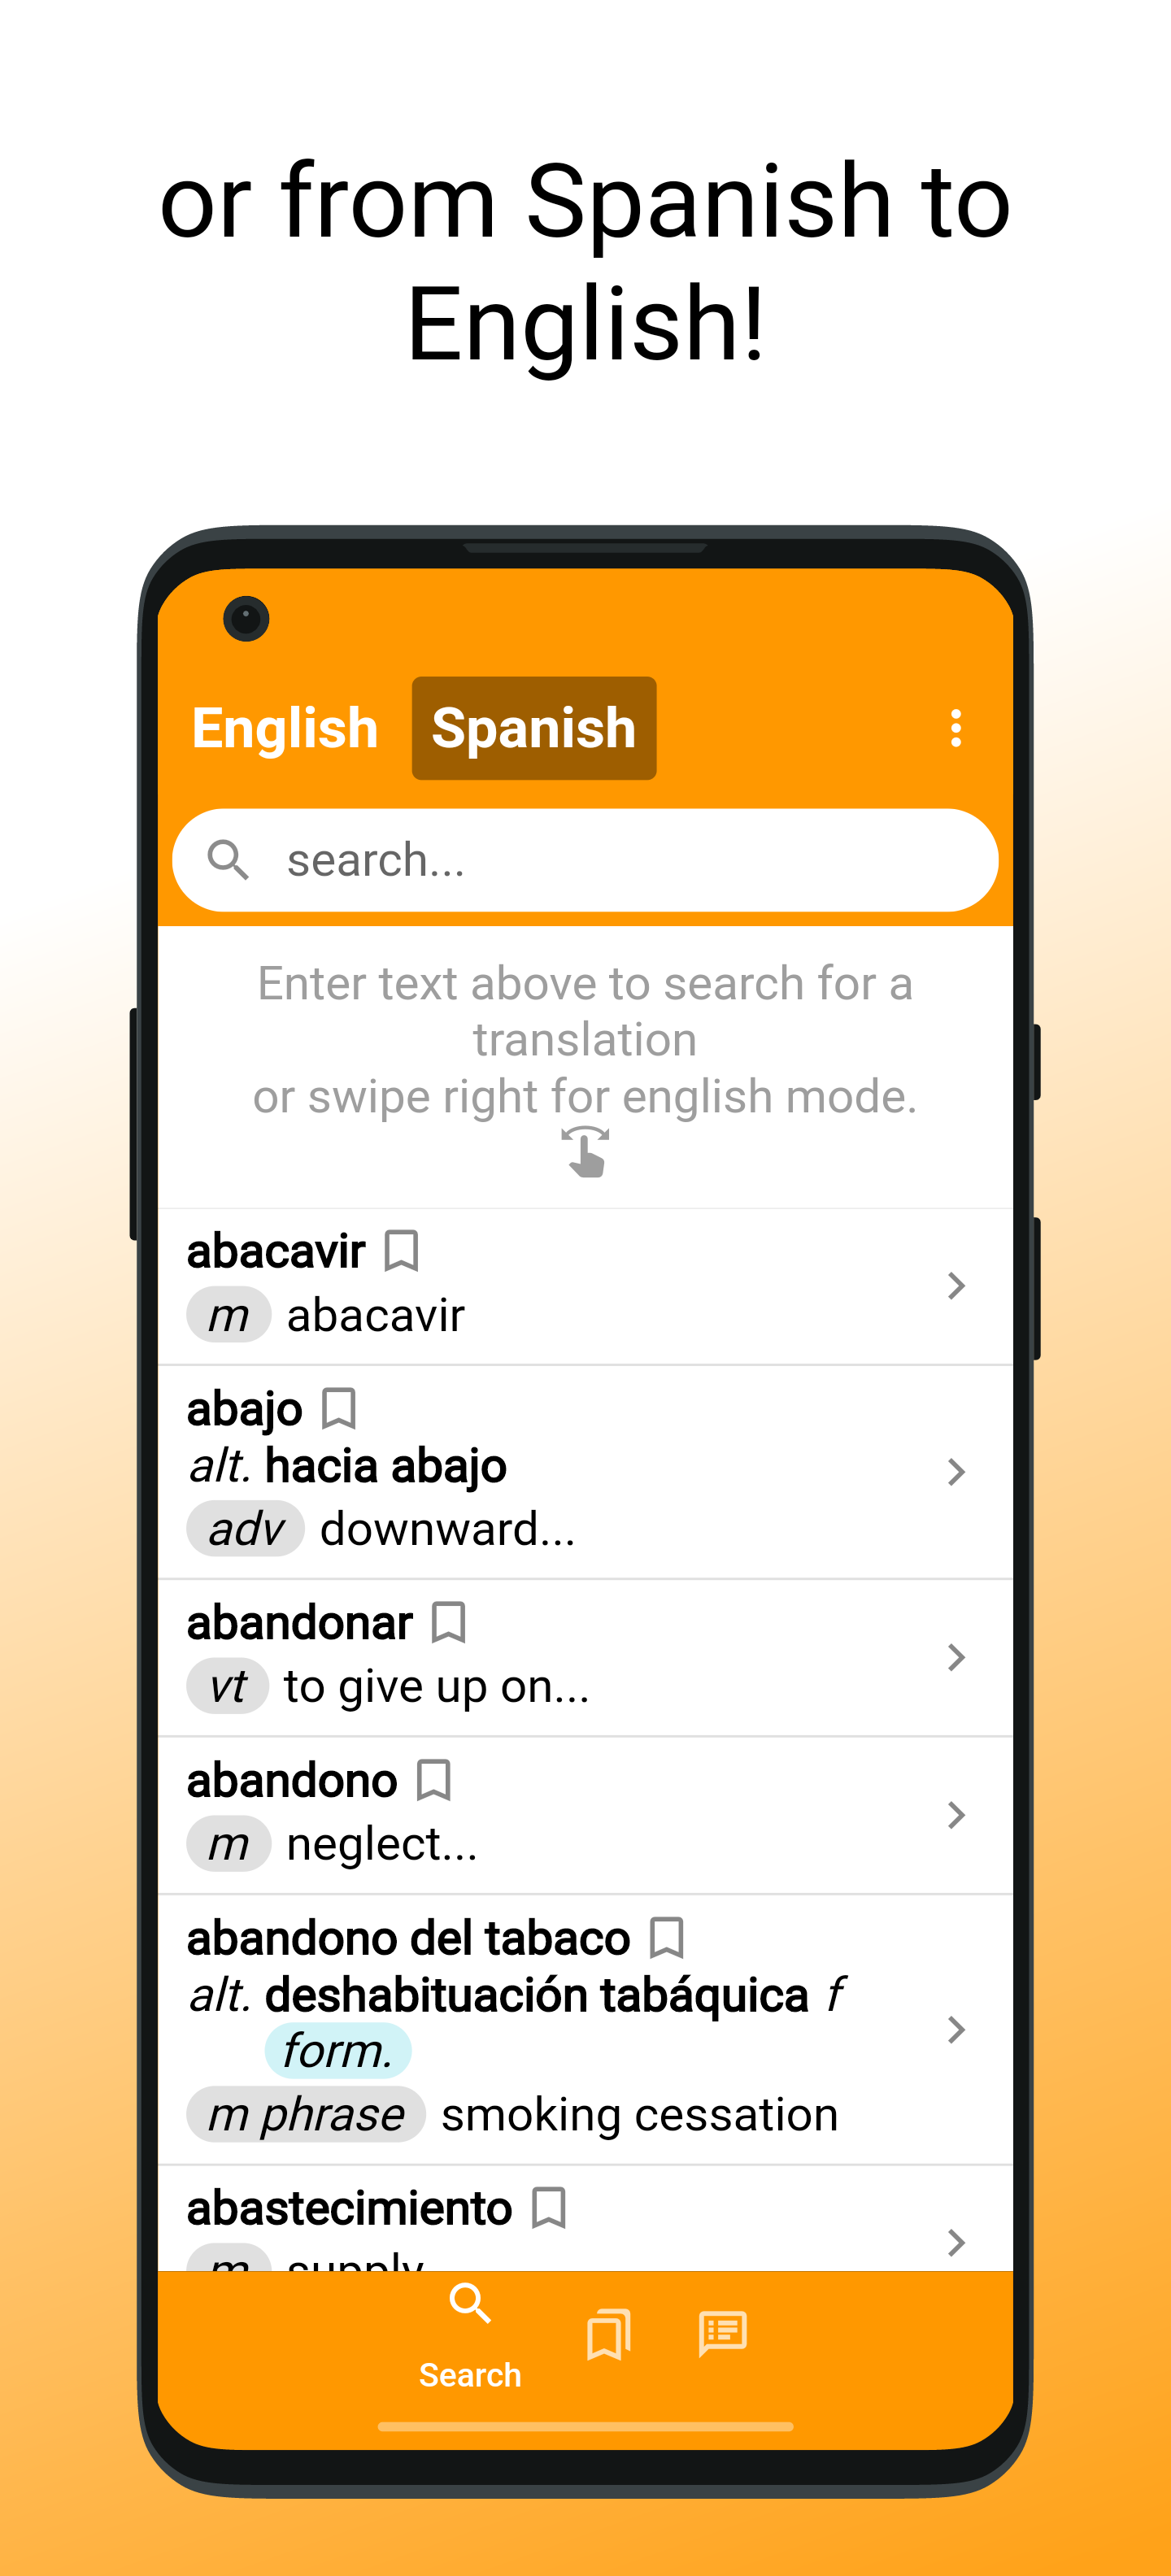 or from Spanish to
English!
English Spanish
search...
Enter text above to search for a
translation
or swipe right for english mode.
abacavir
m abacavir
abajo
alt. hacia abajo
adv downward...
abandonar
vt to give up on...
abandono
m neglect...
abandono del tabaco
alt. deshabituación tabáquica f
form.
m phrase smoking cessation
abastecimiento
m supply
Search